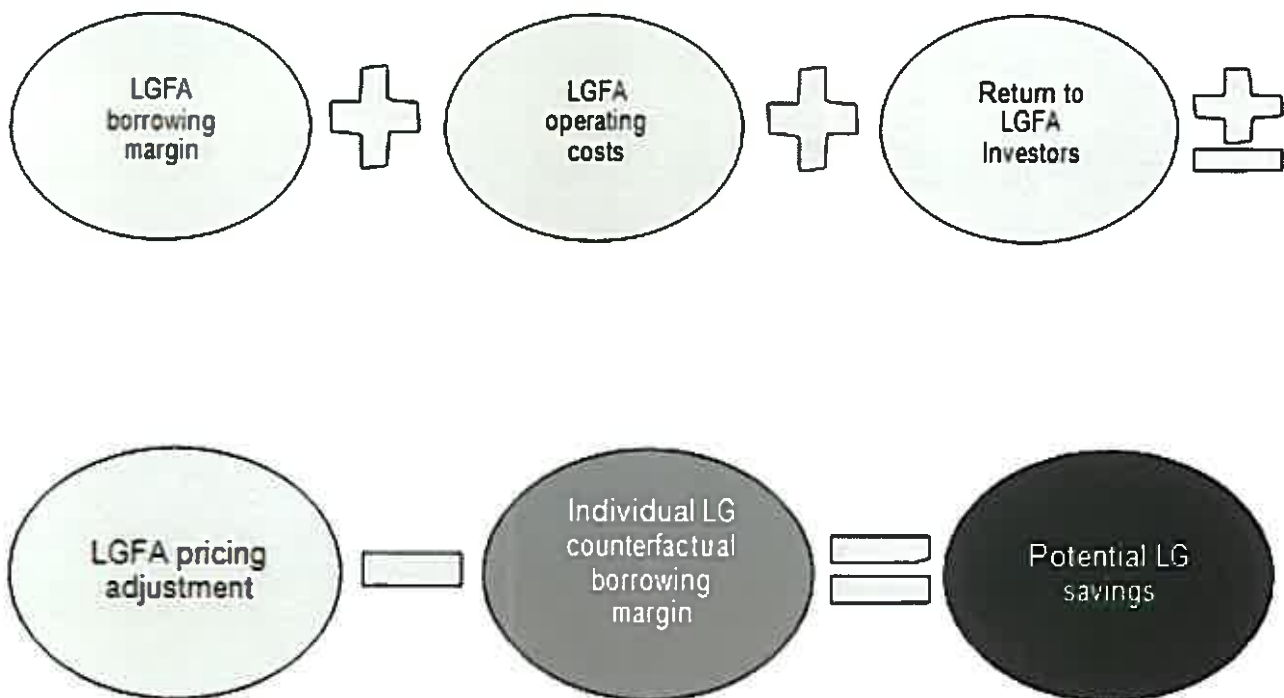 LGFA
borrowing
margin
LGFA
operating
costs
Return to
LGFA
Investors
LGFA pricing
adjustment
Individual LG
counterfactual
borrowing
margin
Potential LG
savings